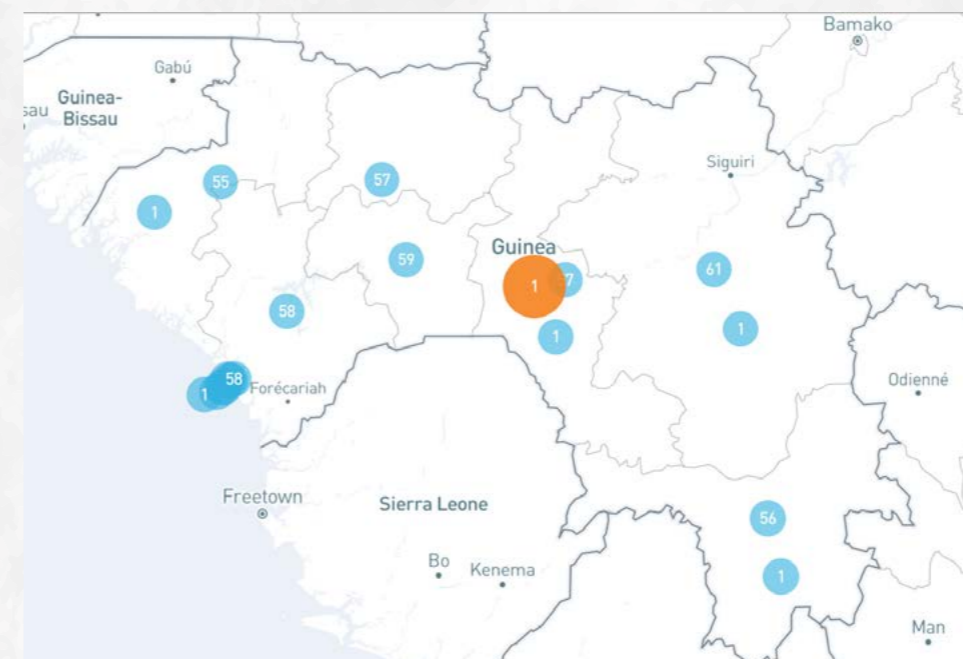 Bamako
Gabú
Guinea-
Bissau
sau
Siguiri
55
57
1
Guinea
59
61
1
7
58
1
1
58
1
Forécariah
Odienné
Freetown
Sierra Leone
56
Bo
Kenema
1
Man